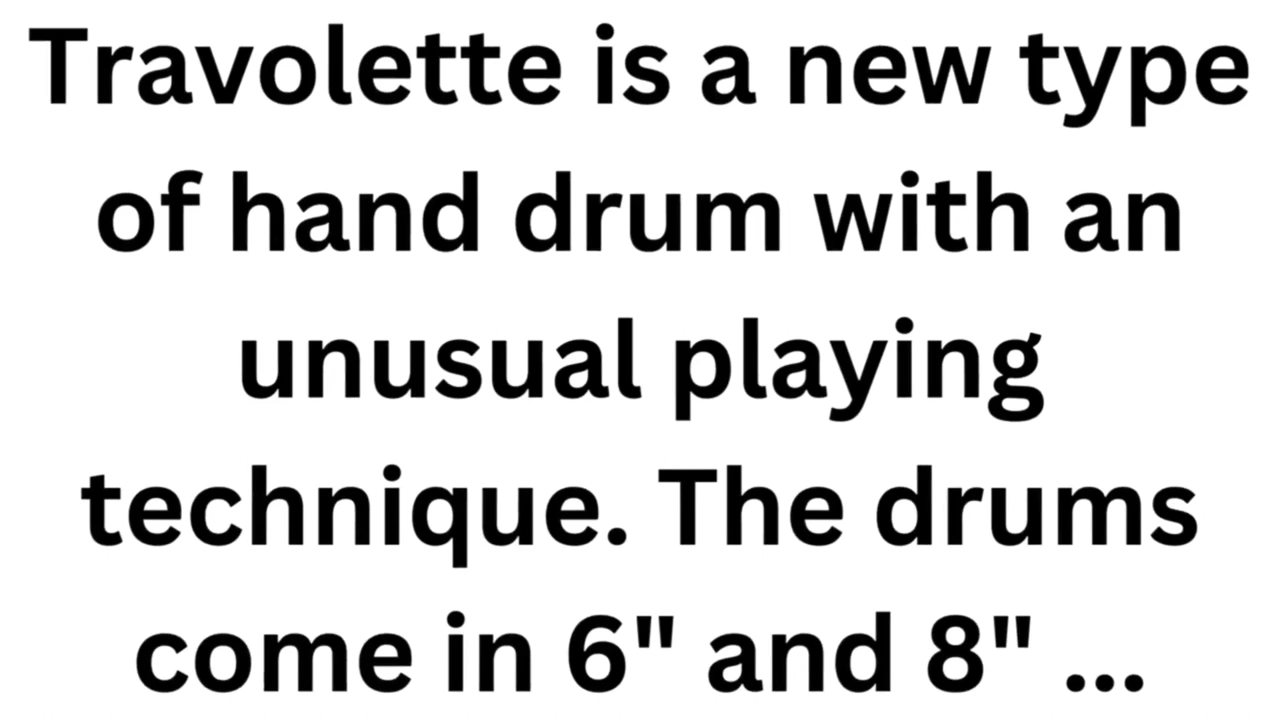 Travolette is a new type
of hand drum with an
unusual playing
technique. The drums
come in 6" and 8" ...